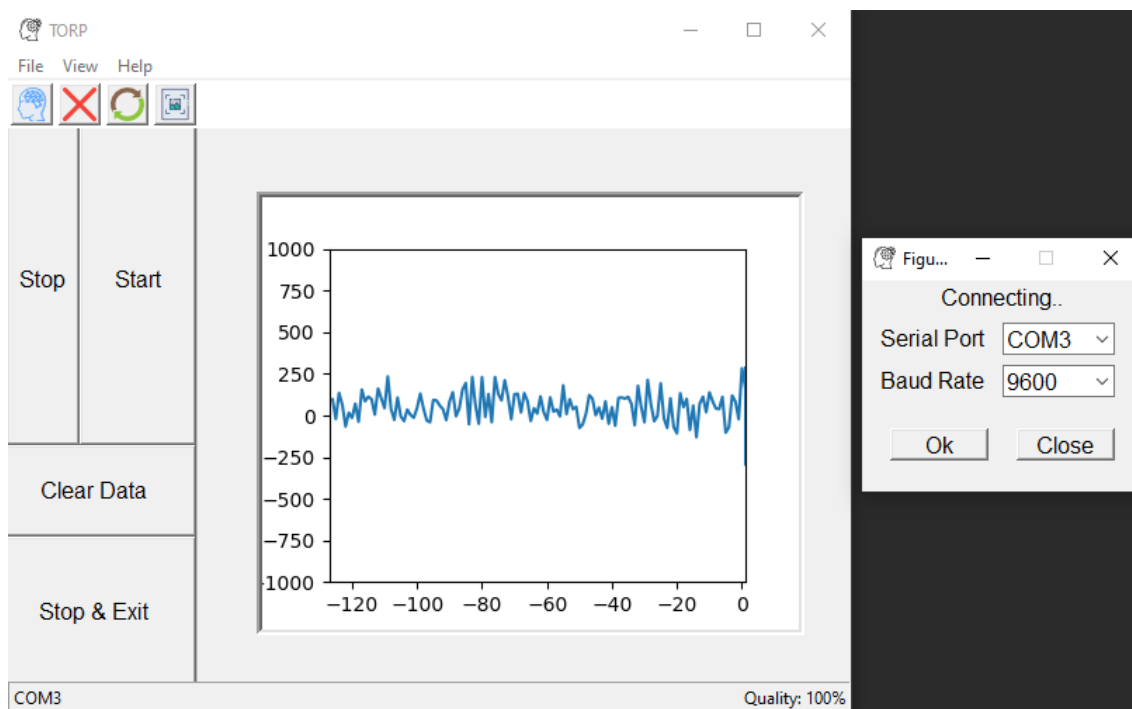 TORP
File View Help
Stop
Start
Clear Data
Stop & Exit
1000
750
500
250
0
−250
−500
−750
-1000
−120 −100 −80 −60 −40 −20 0
COM3
Quality: 100%
Figu...
Connecting..
Serial Port COM3
Baud Rate 9600
Ok Close